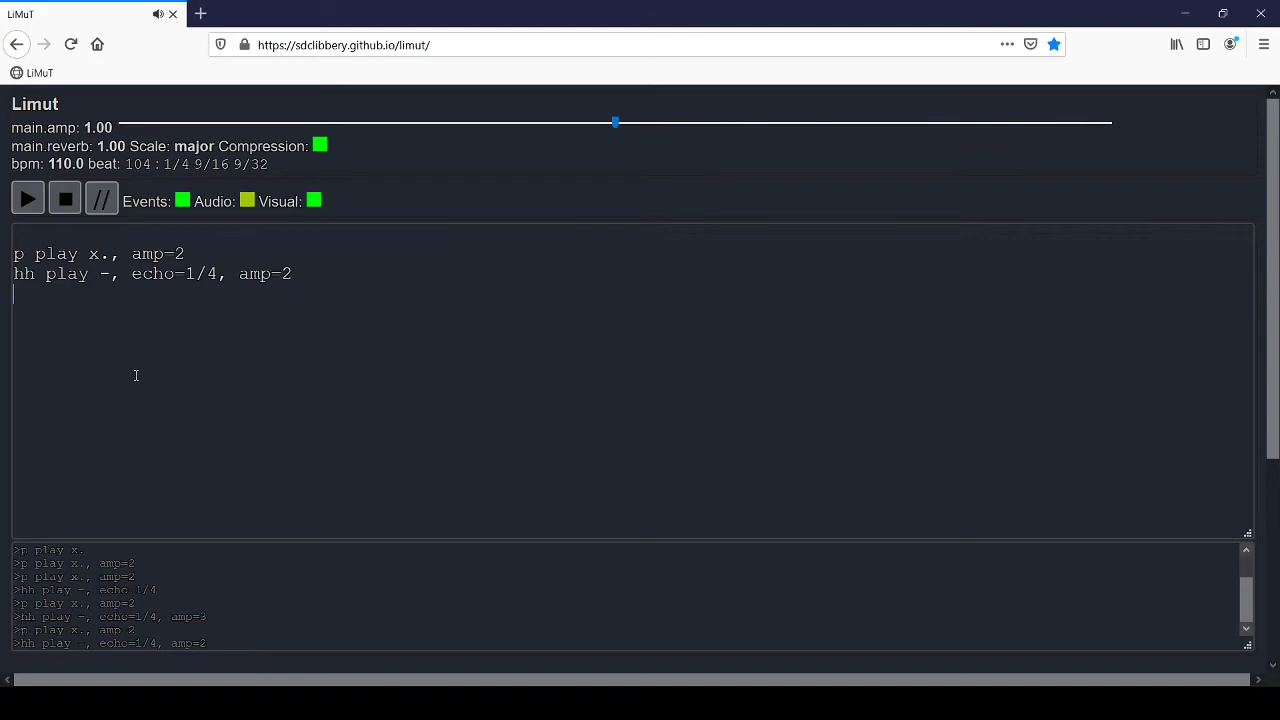 LiMuT
https://sdclibbery.github.io/limut/
LiMuT
Limut
main.amp: 1.00
main.reverb: 1.00 Scale: major Compression:
bpm: 110.0 beat: 104 : 1/4 9/16 9/32
// Events: Audio: Visual:
p play x., amp=2
hh play -, echo=1/4, amp=2
>p play x.
>p play x., amp=2
>p play x., amp=2
>hh play -, echo 1/4
>p play x., amp=2
>hh play -, echo=1/4, amp=3
>p play x., amp 2
>hh play -, echo=1/4, amp=2